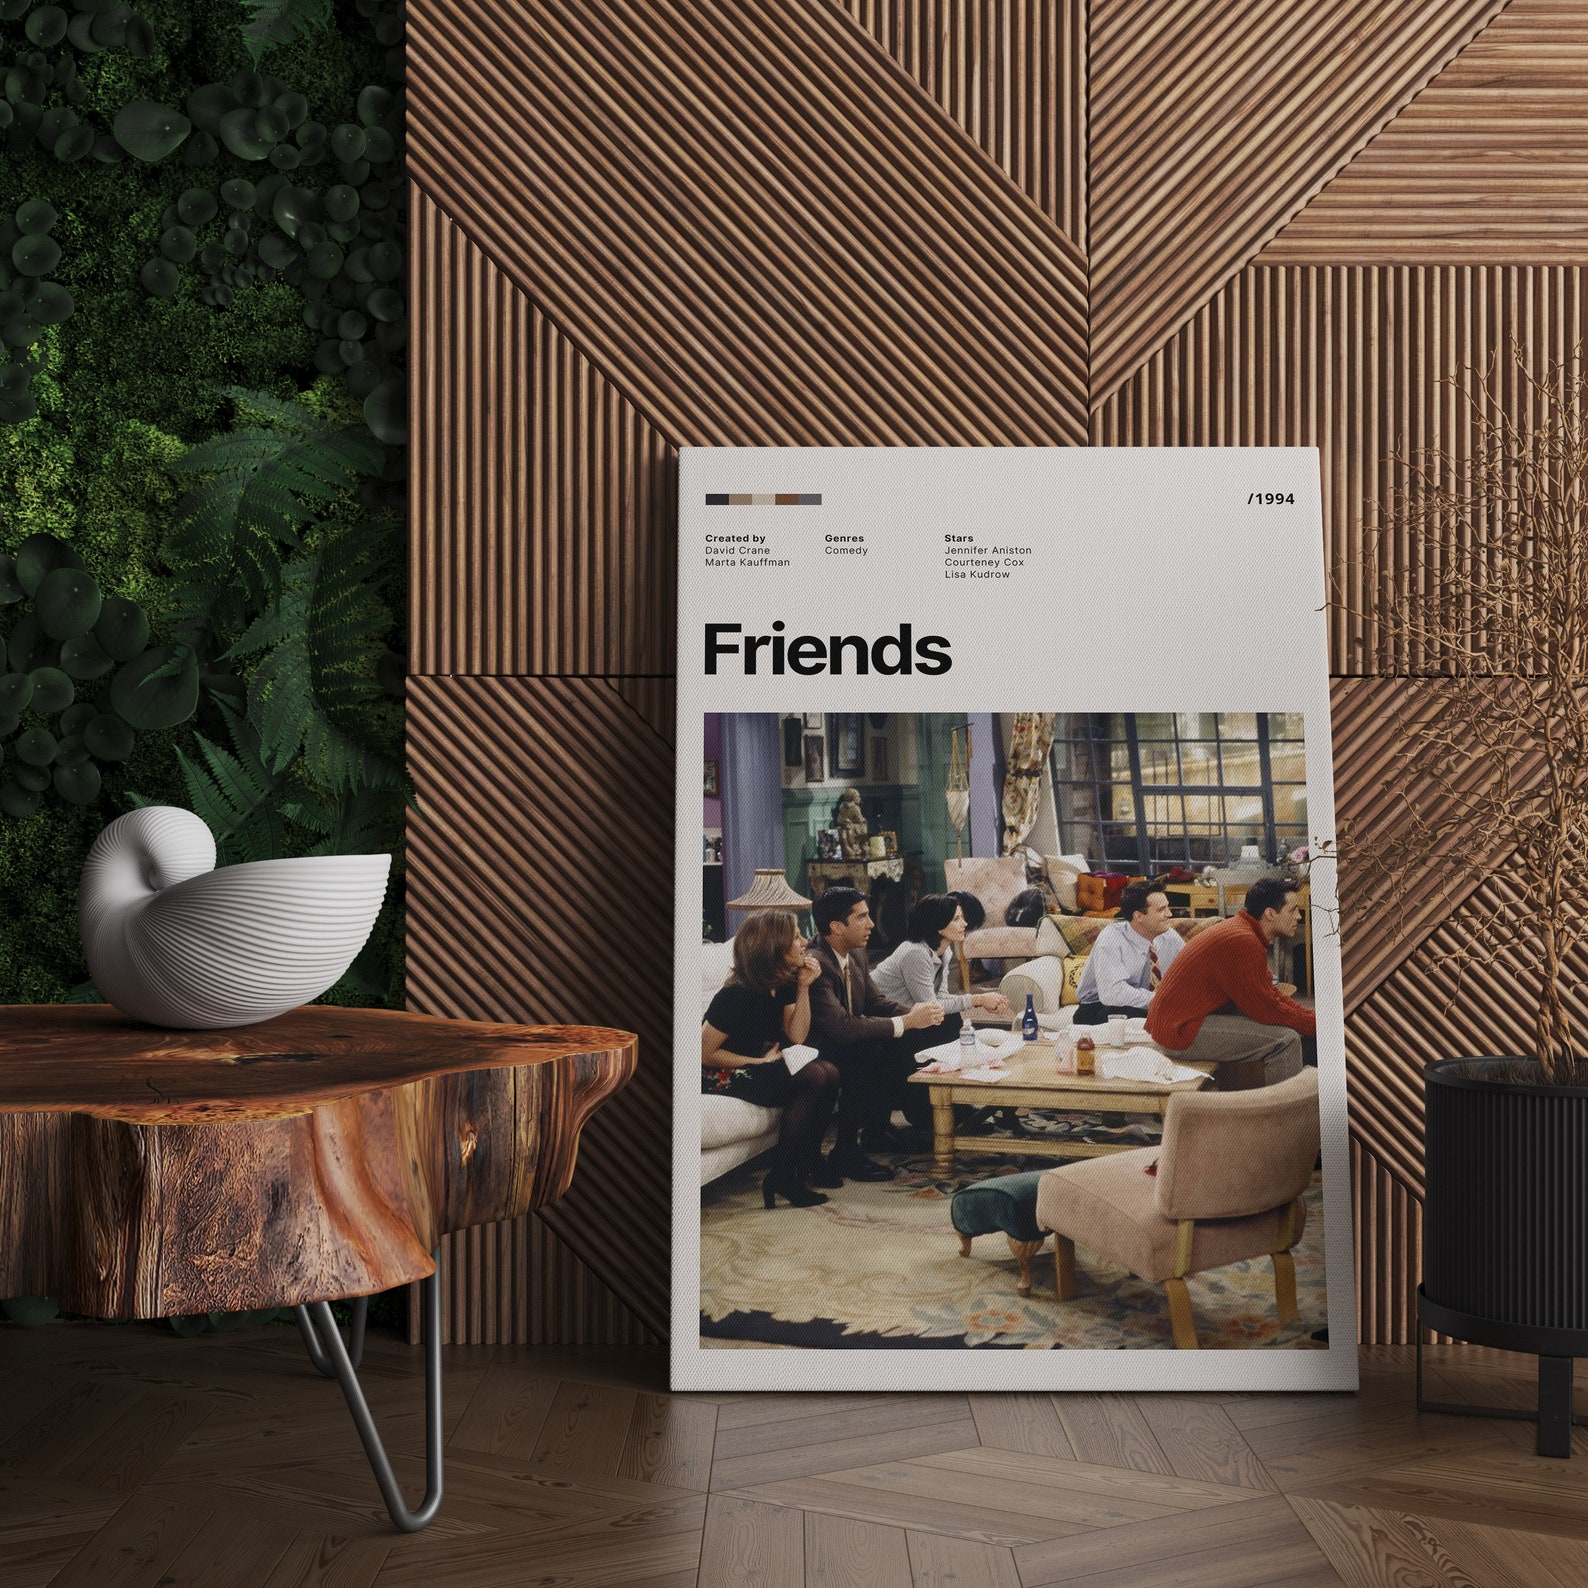 /1994
Created by
David Crane
Marta Kauffman
Genres
Comedy
Stars
Jennifer Aniston
Courteney Cox
Lisa Kudrow
Friends